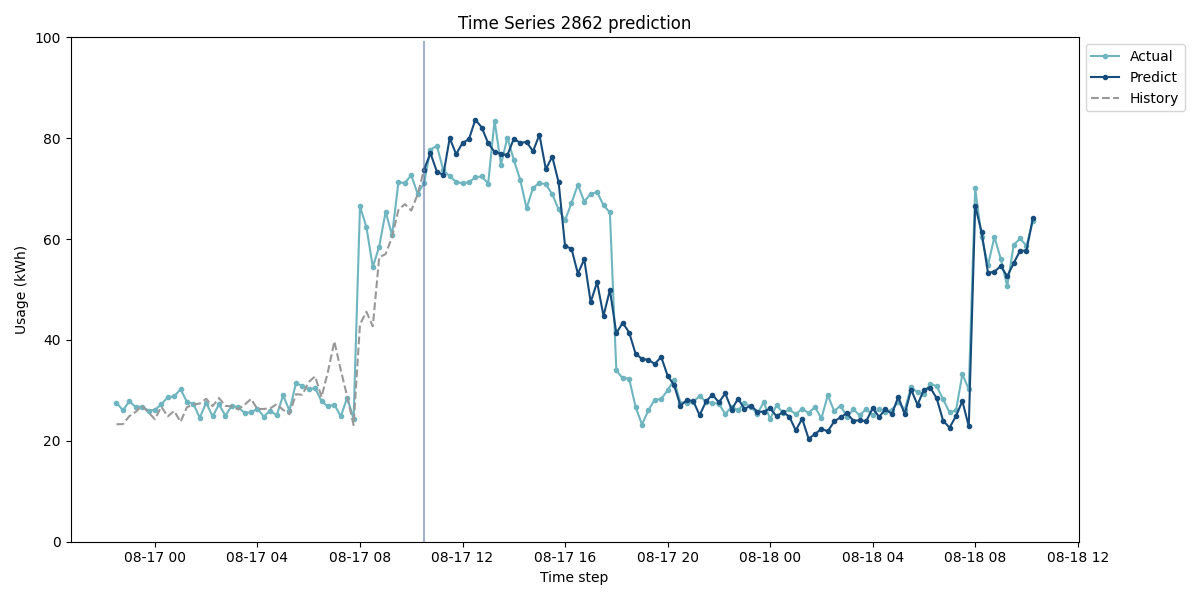 Time Series 2862 prediction
Usage (kWh)
100
80
60
40
20
0
08-17 00
08-17 04
08-17 08
08-17 12
08-17 16
08-17 20
08-18 00
08-18 04
08-18 08
08-18 12
Time step
Actual
Predict
History